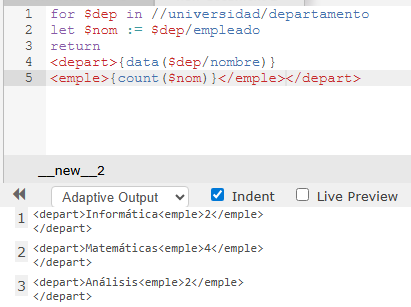 1 for $dep in //universidad/departamento
2 let $nom := $dep/empleado
3 return
4 <depart>{data($dep/nombre)}
5 <emple>{count($nom)}</emple></depart>
__new__2
Adaptive Output Indent Live Preview
1 <depart>Informática<emple>2</emple>
</depart>
2 <depart>Matemáticas<emple>4</emple>
</depart>
3 <depart>Análisis<emple>2</emple>
</depart>